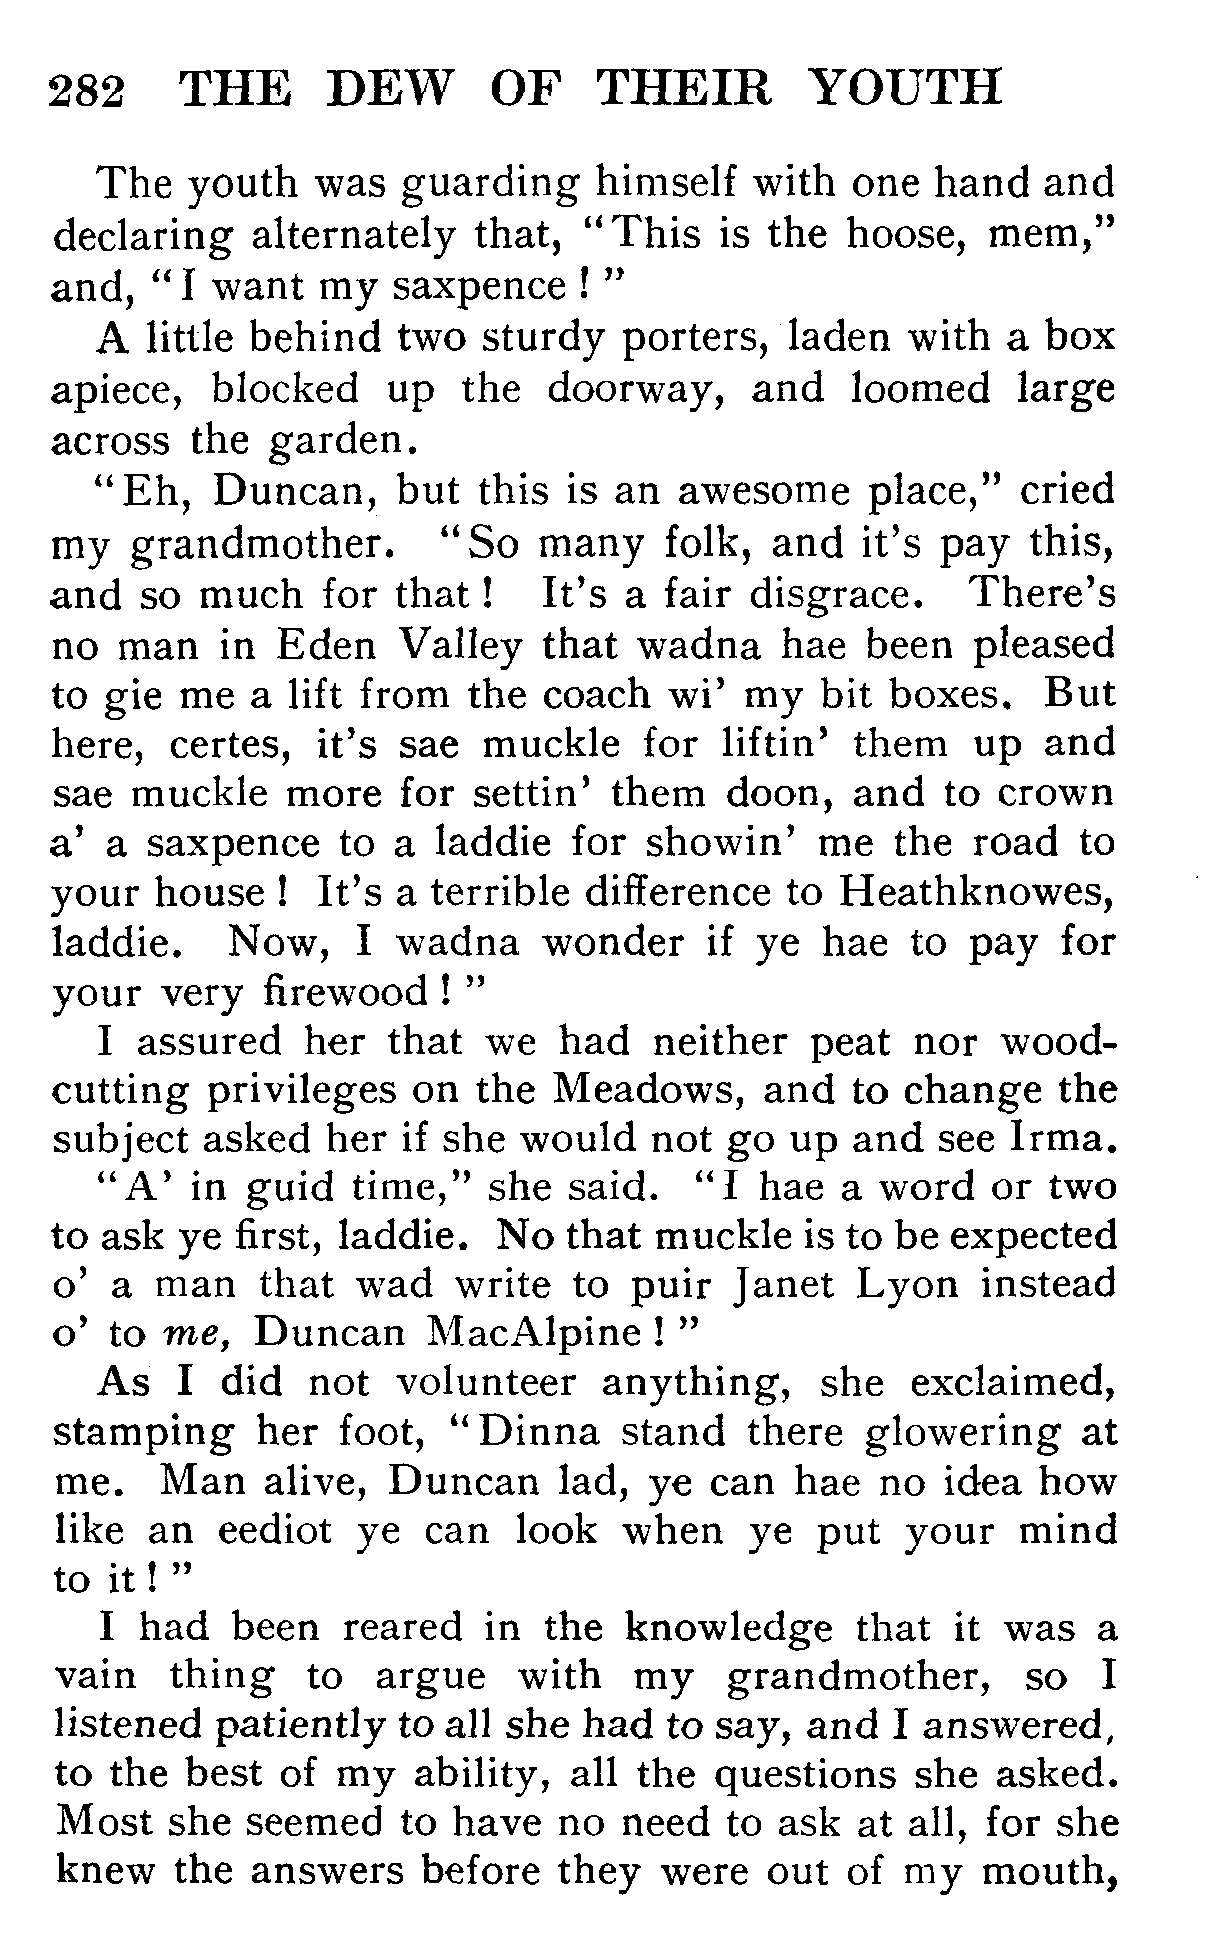 282 THE DEW OF THEIR YOUTH
The youth was guarding himself with one hand and
declaring alternately that, “This is the hoose, mem,”
and, “I want my saxpence ! ”
A little behind two sturdy porters, laden with a box
apiece, blocked up the doorway, and loomed large
across the garden.
“Eh, Duncan, but this is an awesome place,” cried
my grandmother. “So many folk, and it’s pay this,
and so much for that ! It’s a fair disgrace. There’s
no man in Eden Valley that wadna hae been pleased
to gie me a lift from the coach wi’ my bit boxes. But
here, certes, it’s sae muckle for liftin’ them up and
sae muckle more for settin’ them doon, and to crown
a’ a saxpence to a laddie for showin’ me the road to
your house ! It’s a terrible difference to Heathknowes,
laddie. Now, I wadna wonder if ye hae to pay for
your very firewood ! ”
I assured her that we had neither peat nor wood-
cutting privileges on the Meadows, and to change the
subject asked her if she would not go up and see Irma.
“A’ in guid time,” she said. “I hae a word or two
to ask ye first, laddie. No that muckle is to be expected
o’ a man that wad write to puir Janet Lyon instead
o’ to me, Duncan MacAlpine ! ”
As I did not volunteer anything, she exclaimed,
stamping her foot, “Dinna stand there glowering at
me. Man alive, Duncan lad, ye can hae no idea how
like an eediot ye can look when ye put your mind
to it ! ”
I had been reared in the knowledge that it was a
vain thing to argue with my grandmother, so I
listened patiently to all she had to say, and I answered,
to the best of my ability, all the questions she asked.
Most she seemed to have no need to ask at all, for she
knew the answers before they were out of my mouth,